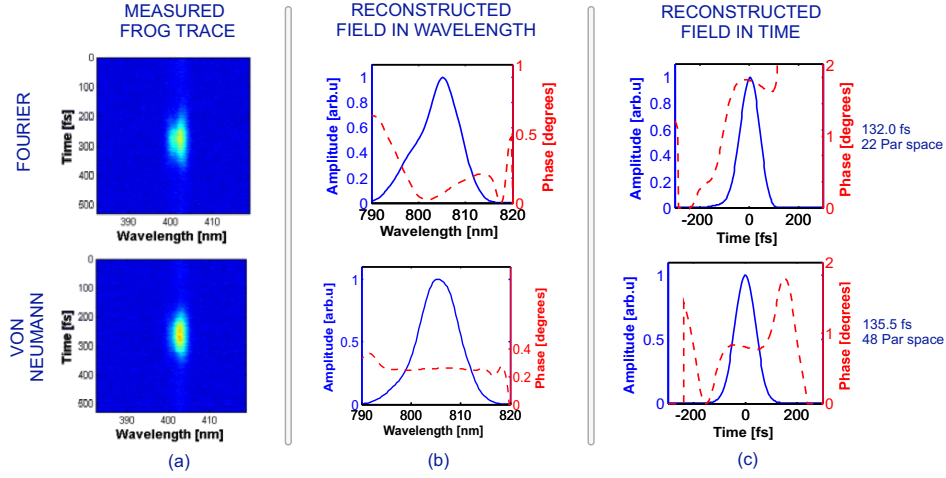 MEASURED
FROG TRACE
RECONSTRUCTED
FIELD IN WAVELENGTH
RECONSTRUCTED
FIELD IN TIME
FOURIER
Time [fs]
0
100
200
300
400
500
390
400
410
Wavelength [nm]
Amplitude [arb.u]
1
0.8
0.6
0.4
0.2
0
790
800
810
820
Wavelength [nm]
1
0.5
0
Phase [degrees]
Amplitude [arb.u]
1
0.8
0.6
0.4
0.2
0
-200
0
200
Time [fs]
2
1
0
Phase [degrees]
132.0 fs
22 Par space
VON
NEUMANN
Time [fs]
0
100
200
300
400
500
390
400
410
Wavelength [nm]
Amplitude [arb.u]
1
0.5
0
790
800
810
820
Wavelength [nm]
0.4
0.2
0
Phase [degrees]
Amplitude [arb.u]
1
0.5
0
-200
0
200
Time [fs]
2
1
0
Phase [degrees]
135.5 fs
48 Par space
(a)
(b)
(c)